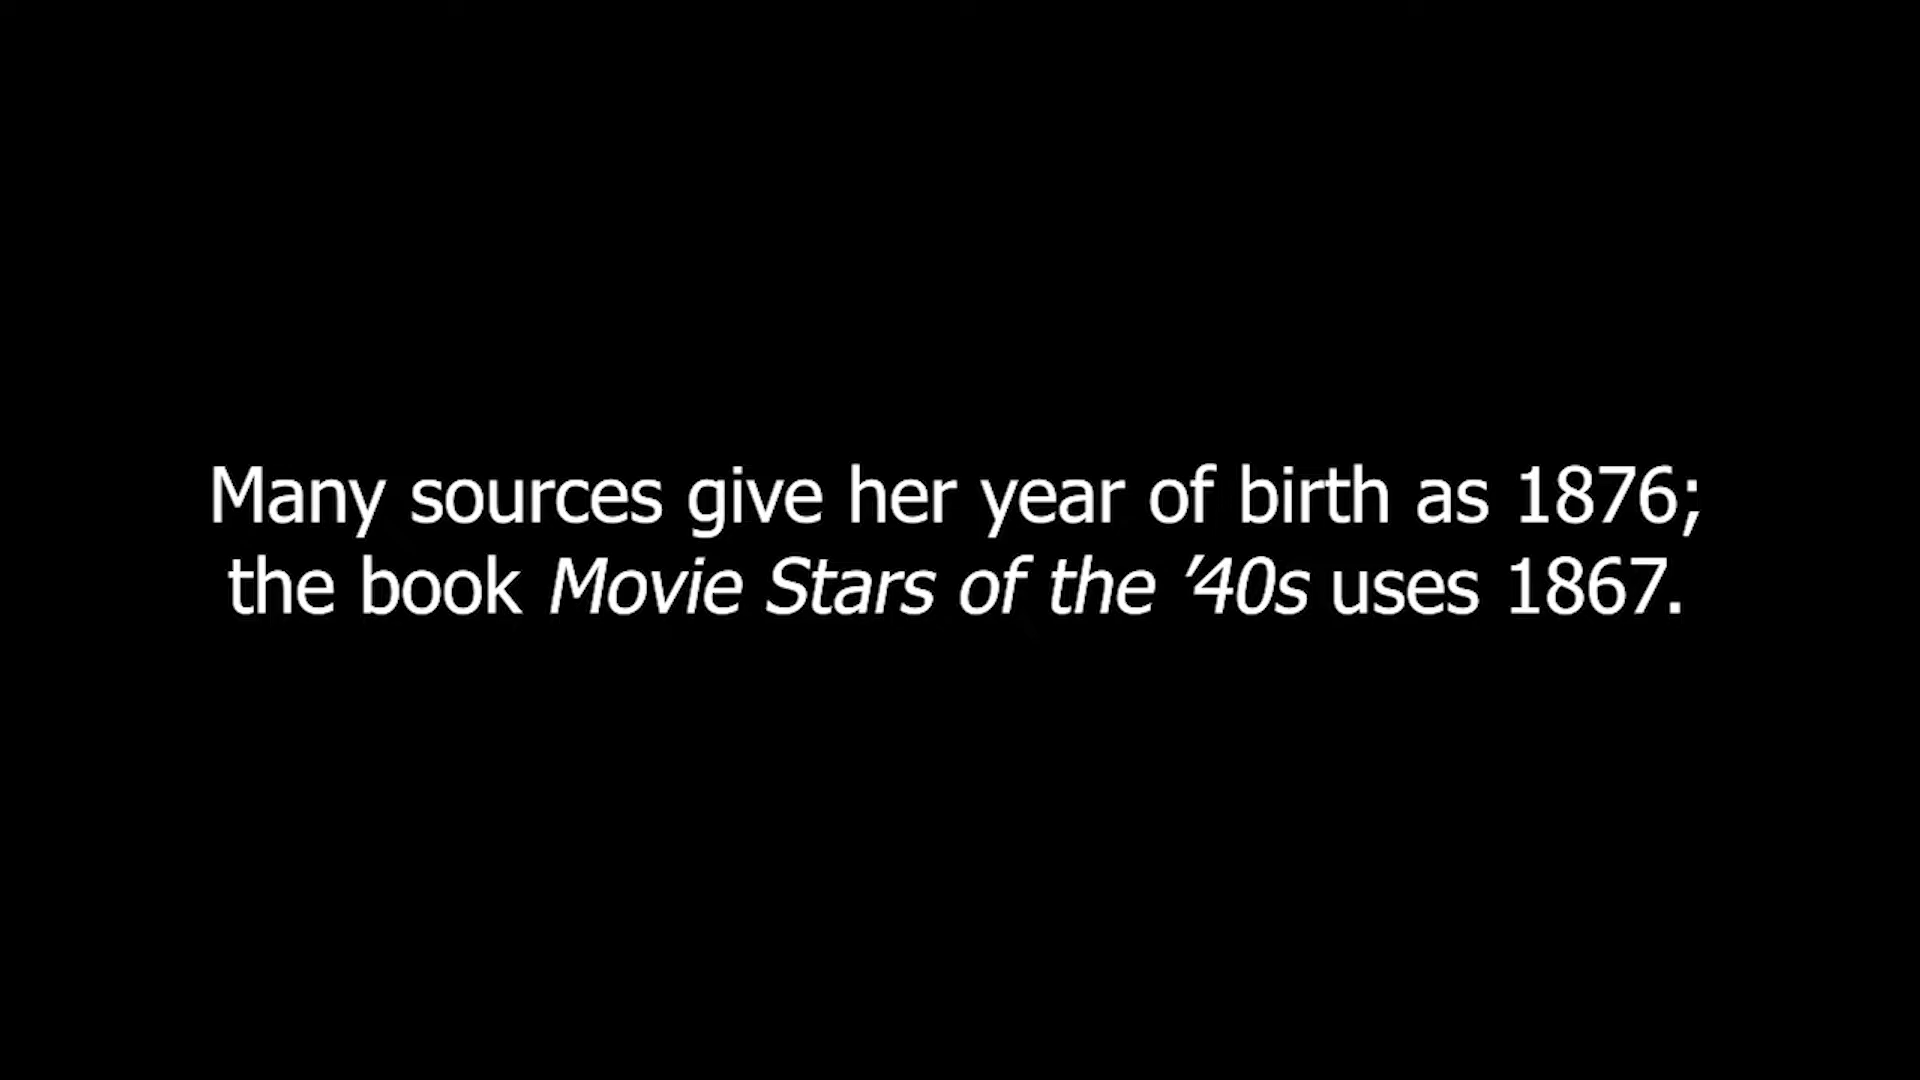 Many sources give her year of birth as 1876;
the book Movie Stars of the ’40s uses 1867.